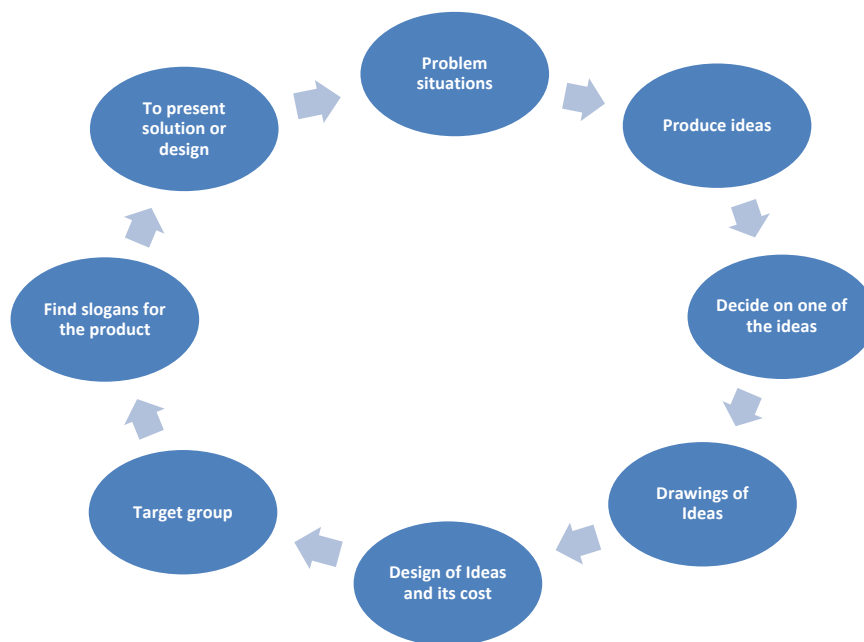 Problem
situations
Produce ideas
Decide on one of
the ideas
Drawings of
Ideas
Design of Ideas
and its cost
Target group
Find slogans for
the product
To present
solution or
design